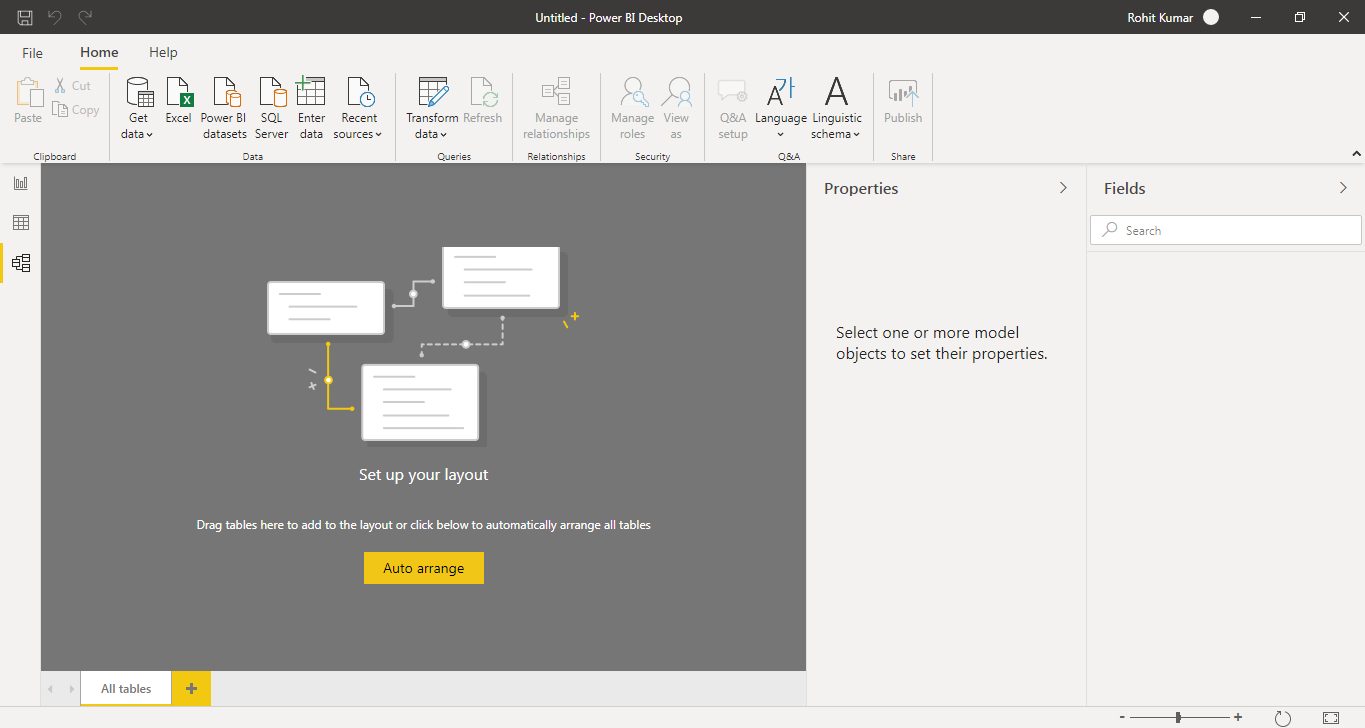 Untitled - Power BI Desktop
Rohit Kumar
File
Home
Help
Paste
Cut
Copy
Clipboard
Get
data
Excel
Power BI
datasets
SQL
Server
Enter
data
Recent
sources
Data
Transform
data
Refresh
Queries
Manage
relationships
Relationships
Manage
roles
View
as
Security
Q&A
setup
Language
Linguistic
schema
Q&A
Publish
Share
Set up your layout
Drag tables here to add to the layout or click below to automatically arrange all tables
Auto arrange
Properties
Select one or more model
objects to set their properties.
Fields
Search
All tables